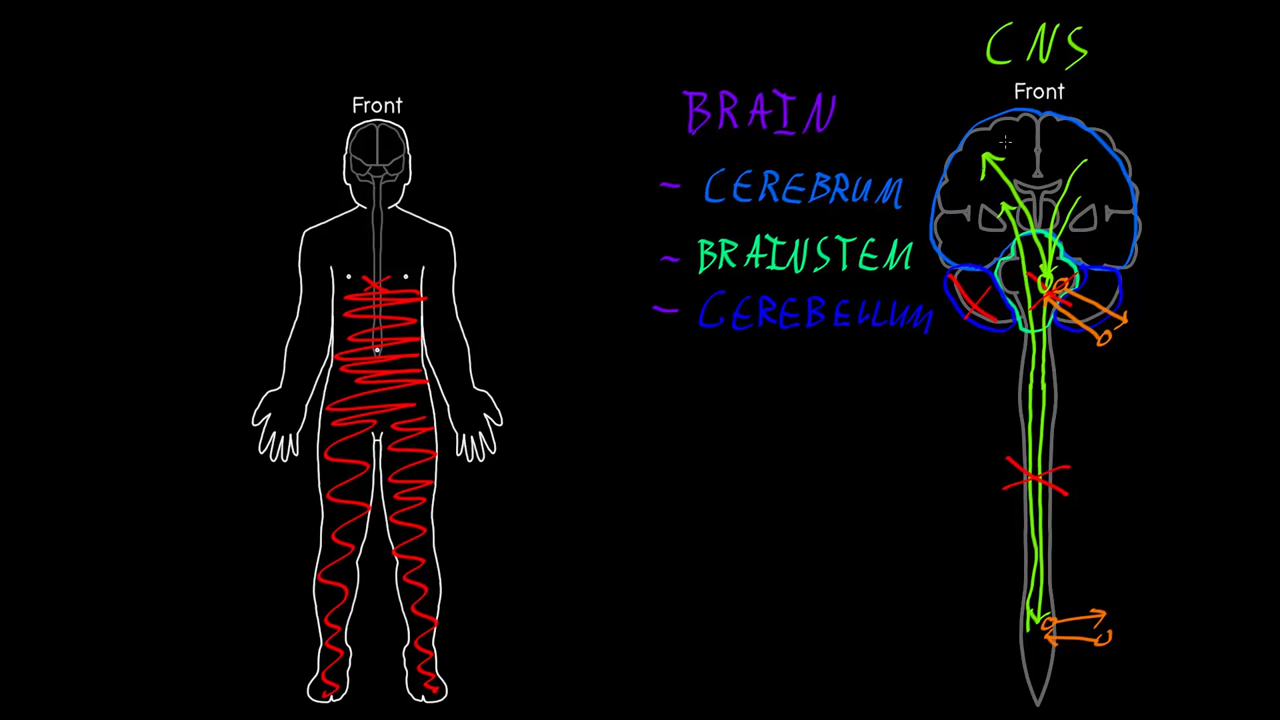 CNS
Front
Front
BRAIN
~ CEREBRUM
~ BRAINSTEM
~ CEREBELLUM